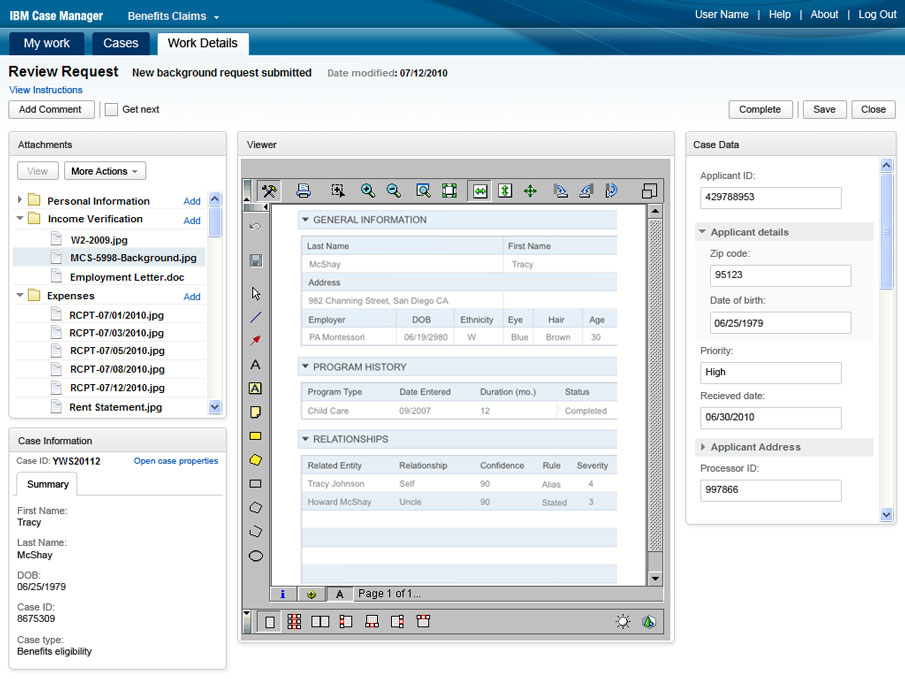 IBM Case Manager Benefits Claims User Name | Help | About | Log Out
My work Cases Work Details
Review Request New background request submitted Date modified: 07/12/2010
View Instructions
Add Comment Get next Complete Save Close
Attachments
View More Actions
Personal Information Add
Income Verification Add
W2-2009.jpg
MCS-5998-Background.jpg
Employment Letter.doc
Expenses Add
RCPT-07/01/2010.jpg
RCPT-07/03/2010.jpg
RCPT-07/05/2010.jpg
RCPT-07/08/2010.jpg
RCPT-07/12/2010.jpg
Rent Statement.jpg
Case Information
Case ID: YWS20112 Open case properties
Summary
First Name:
Tracy
Last Name:
McShay
DOB:
06/25/1979
Case ID:
8675309
Case type:
Benefits eligibility
Viewer
GENERAL INFORMATION
Last Name First Name
McShay Tracy
Address
982 Channing Street, San Diego CA
Employer DOB Ethnicity Eye Hair Age
PA Montessori 06/19/2980 W Blue Brown 30
PROGRAM HISTORY
Program Type Date Entered Duration (mo.) Status
Child Care 09/2007 12 Completed
RELATIONSHIPS
Related Entity Relationship Confidence Rule Severity
Tracy Johnson Self 90 Alias 4
Howard McShay Uncle 90 Stated 3
A
A
i A Page 1 of 1...
Case Data
Applicant ID:
429788953
Applicant details
Zip code:
95123
Date of birth:
06/25/1979
Priority:
High
Recieved date:
06/30/2010
Applicant Address
Processor ID:
997866